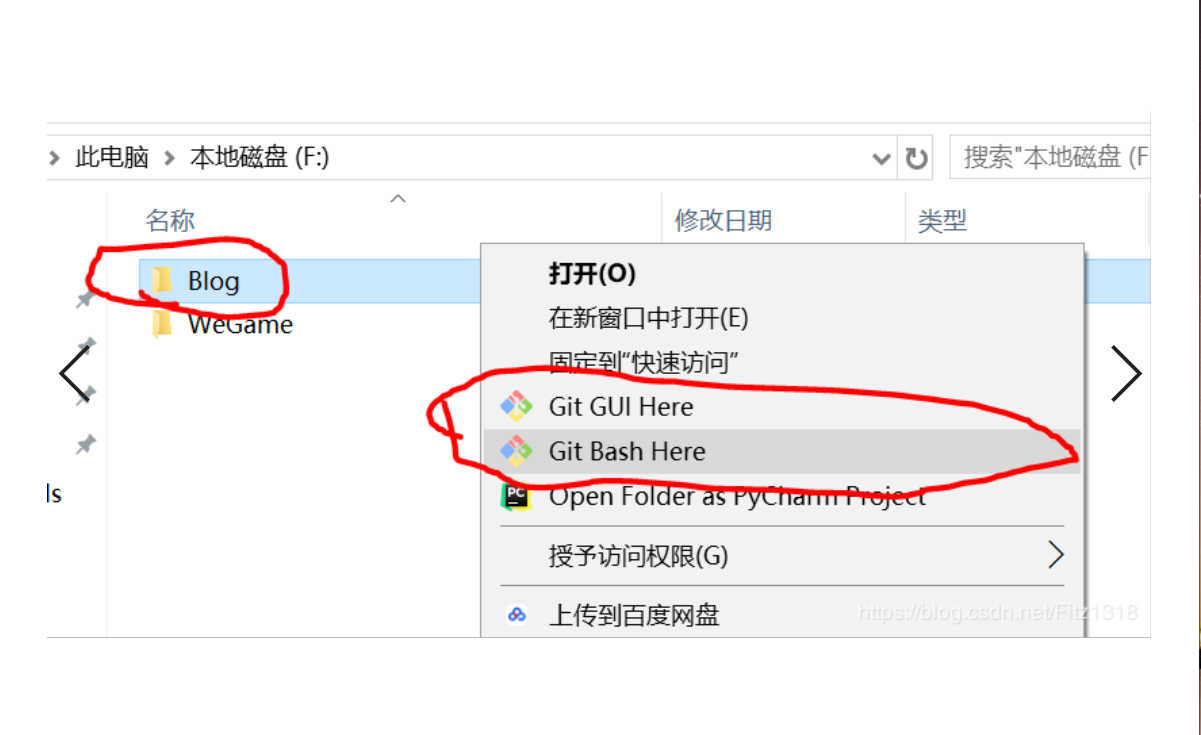 此电脑 本地磁盘 (F:) 搜索"本地磁盘 (F
名称 修改日期 类型
Blog
WeGame
打开(O)
在新窗口中打开(E)
固定到"快速访问"
Git GUI Here
Git Bash Here
PC Open Folder as PyCharm Project
授予访问权限(G)
上传到百度网盘
ls
https://blog.csdn.net/Fitz1318